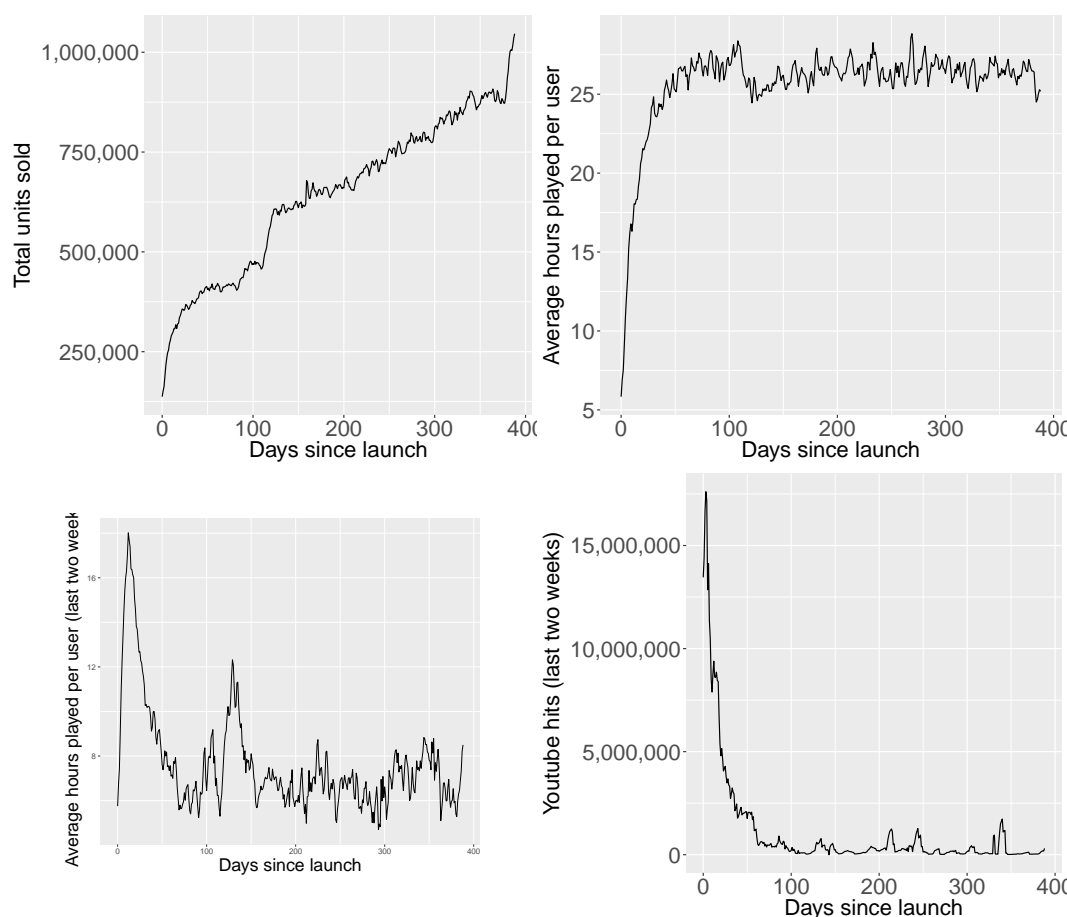 Total units sold
1,000,000
750,000
500,000
250,000
0 100 200 300 400
Days since launch
Average hours played per user
25
20
15
10
5
0 100 200 300 400
Days since launch
Average hours played per user (last two week
16
12
8
0 100 200 300 400
Days since launch
Youtube hits (last two weeks)
15,000,000
10,000,000
5,000,000
0
0 100 200 300 400
Days since launch